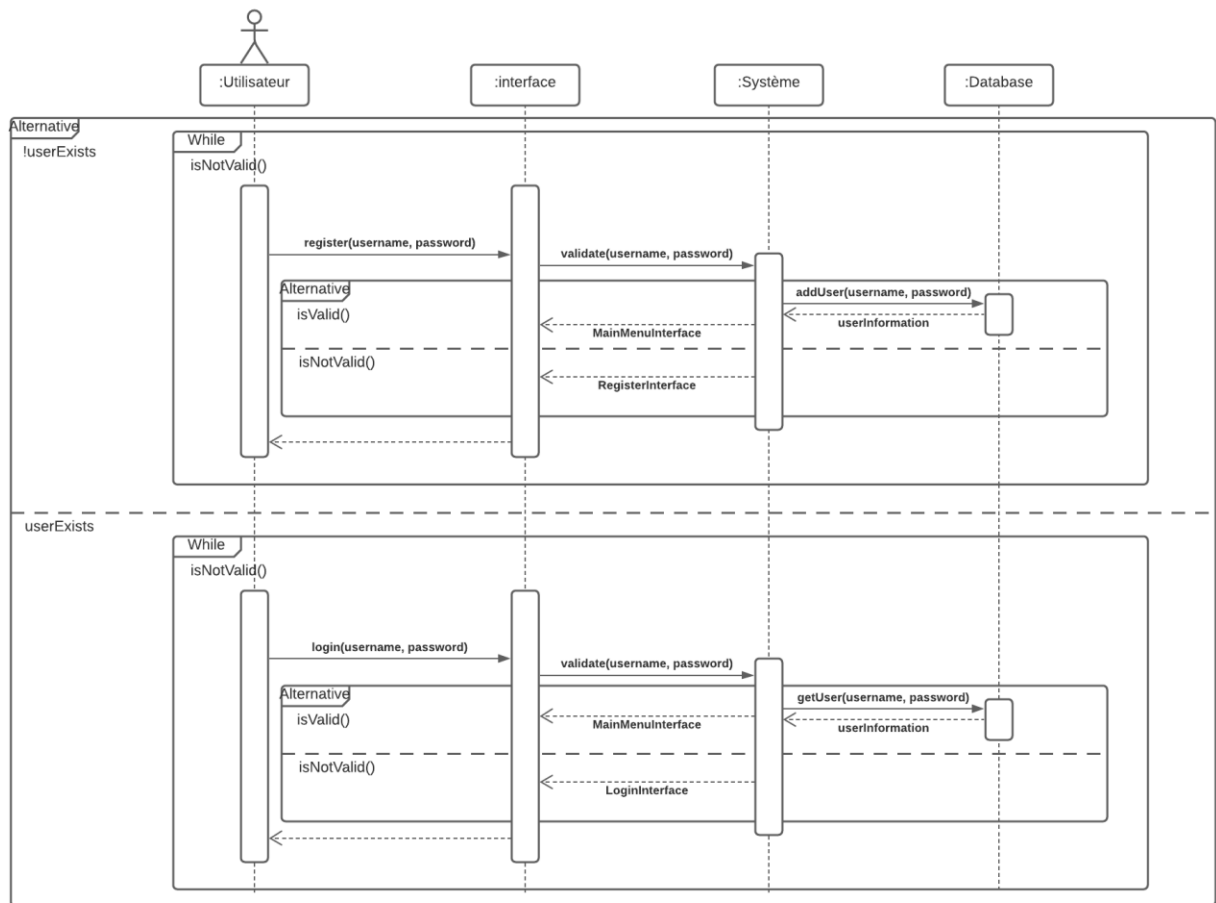 :Utilisateur
:interface
:Système
:Database
Alternative
!userExists
While
isNotValid()
register(username, password)
validate(username, password)
Alternative
isValid()
addUser(username, password)
userInformation
MainMenuInterface
isNotValid()
RegisterInterface
userExists
While
isNotValid()
login(username, password)
validate(username, password)
Alternative
isValid()
getUser(username, password)
userInformation
MainMenuInterface
isNotValid()
LoginInterface